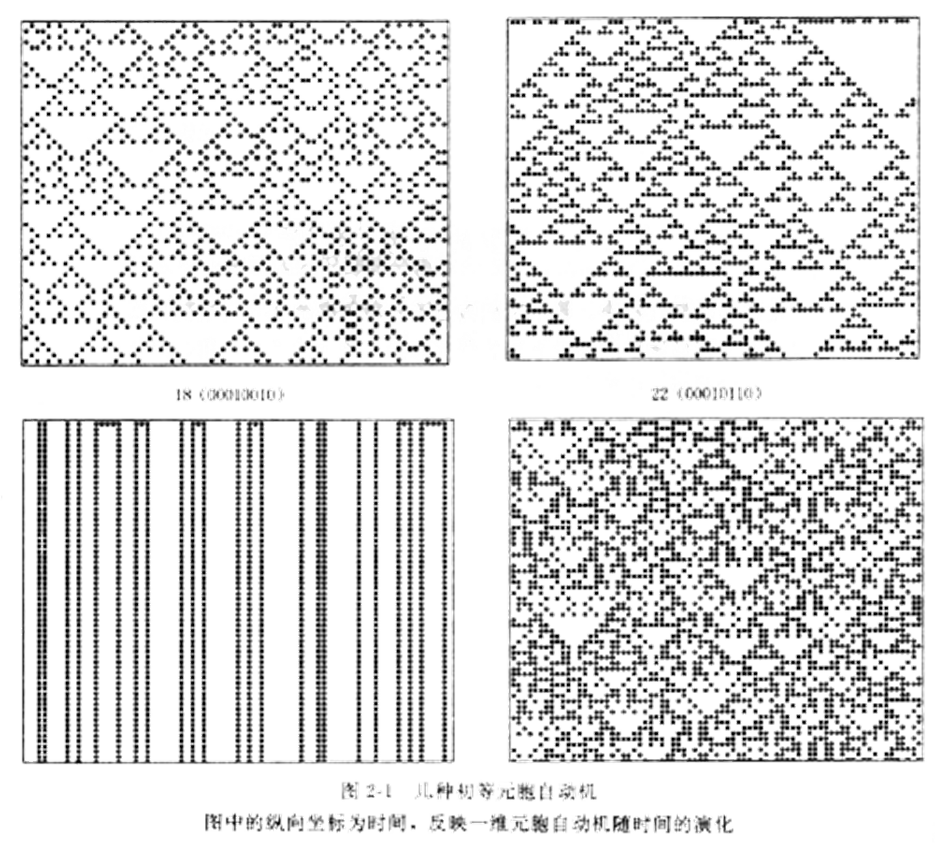 18 (00010010)
22 (00010110)
图 2-1 几种初等元胞自动机
图中的纵向坐标为时间，反映一维元胞自动机随时间的演化